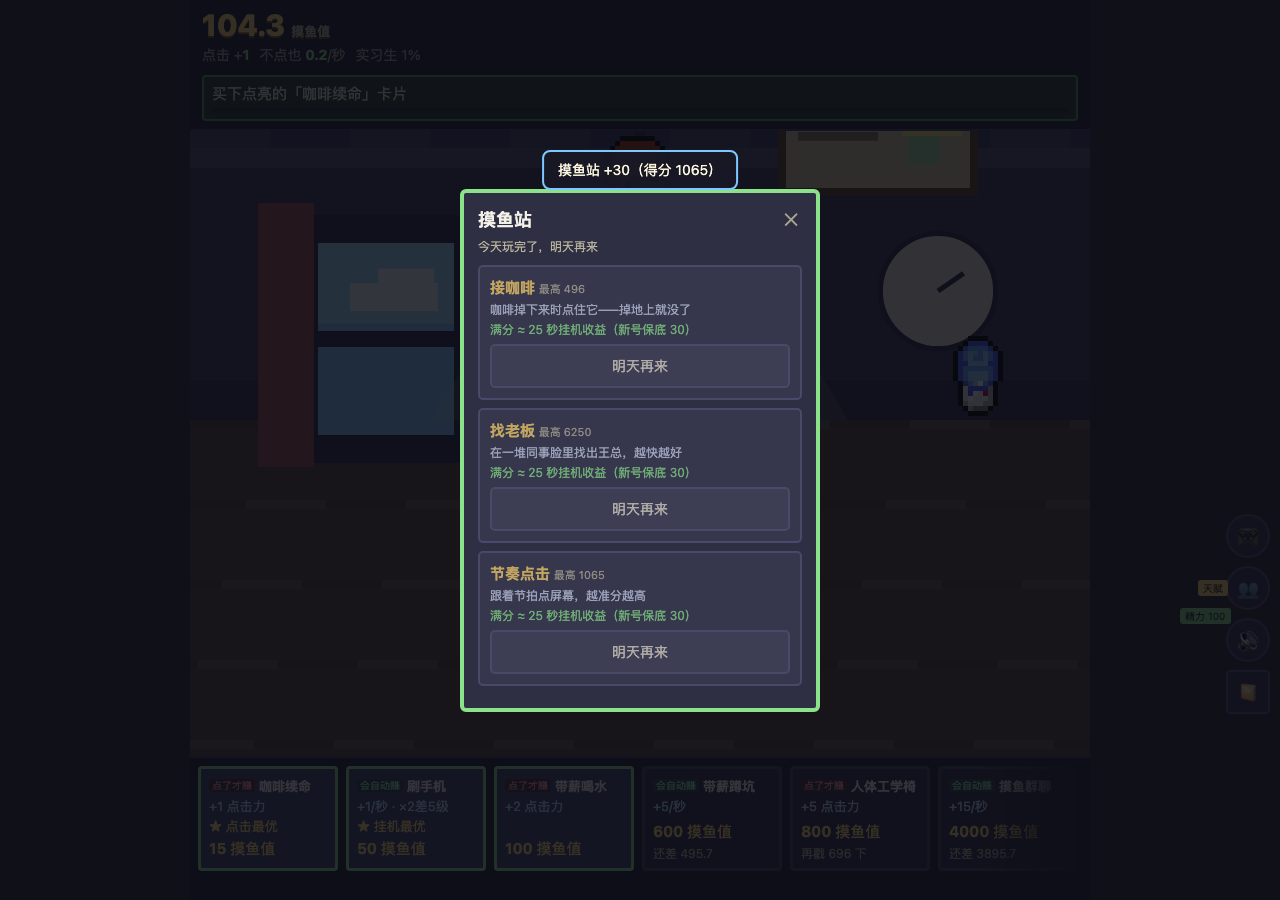 104.3 摸鱼值
点击 +1 不点也 0.2/秒 实习生 1%
买下点亮的「咖啡续命」卡片
摸鱼站 +30（得分 1065）
摸鱼站
今天玩完了，明天再来
接咖啡 最高 496
咖啡掉下来时点住它——掉地上就没了
满分 ≈ 25 秒挂机收益（新号保底 30）
明天再来
找老板 最高 6250
在一堆同事脸里找出王总，越快越好
满分 ≈ 25 秒挂机收益（新号保底 30）
明天再来
节奏点击 最高 1065
跟着节拍点屏幕，越准分越高
满分 ≈ 25 秒挂机收益（新号保底 30）
明天再来
天赋
精力 100
点了才赚 咖啡续命
+1 点击力
★ 点击最优
15 摸鱼值
会自动赚 刷手机
+1/秒 · ×2差5级
★ 挂机最优
50 摸鱼值
点了才赚 带薪喝水
+2 点击力
100 摸鱼值
会自动赚 带薪蹲坑
+5/秒
600 摸鱼值
还差 495.7
点了才赚 人体工学椅
+5 点击力
800 摸鱼值
再戳 696 下
会自动赚 摸鱼群聊
+15/秒
4000 摸鱼值
还差 3895.7